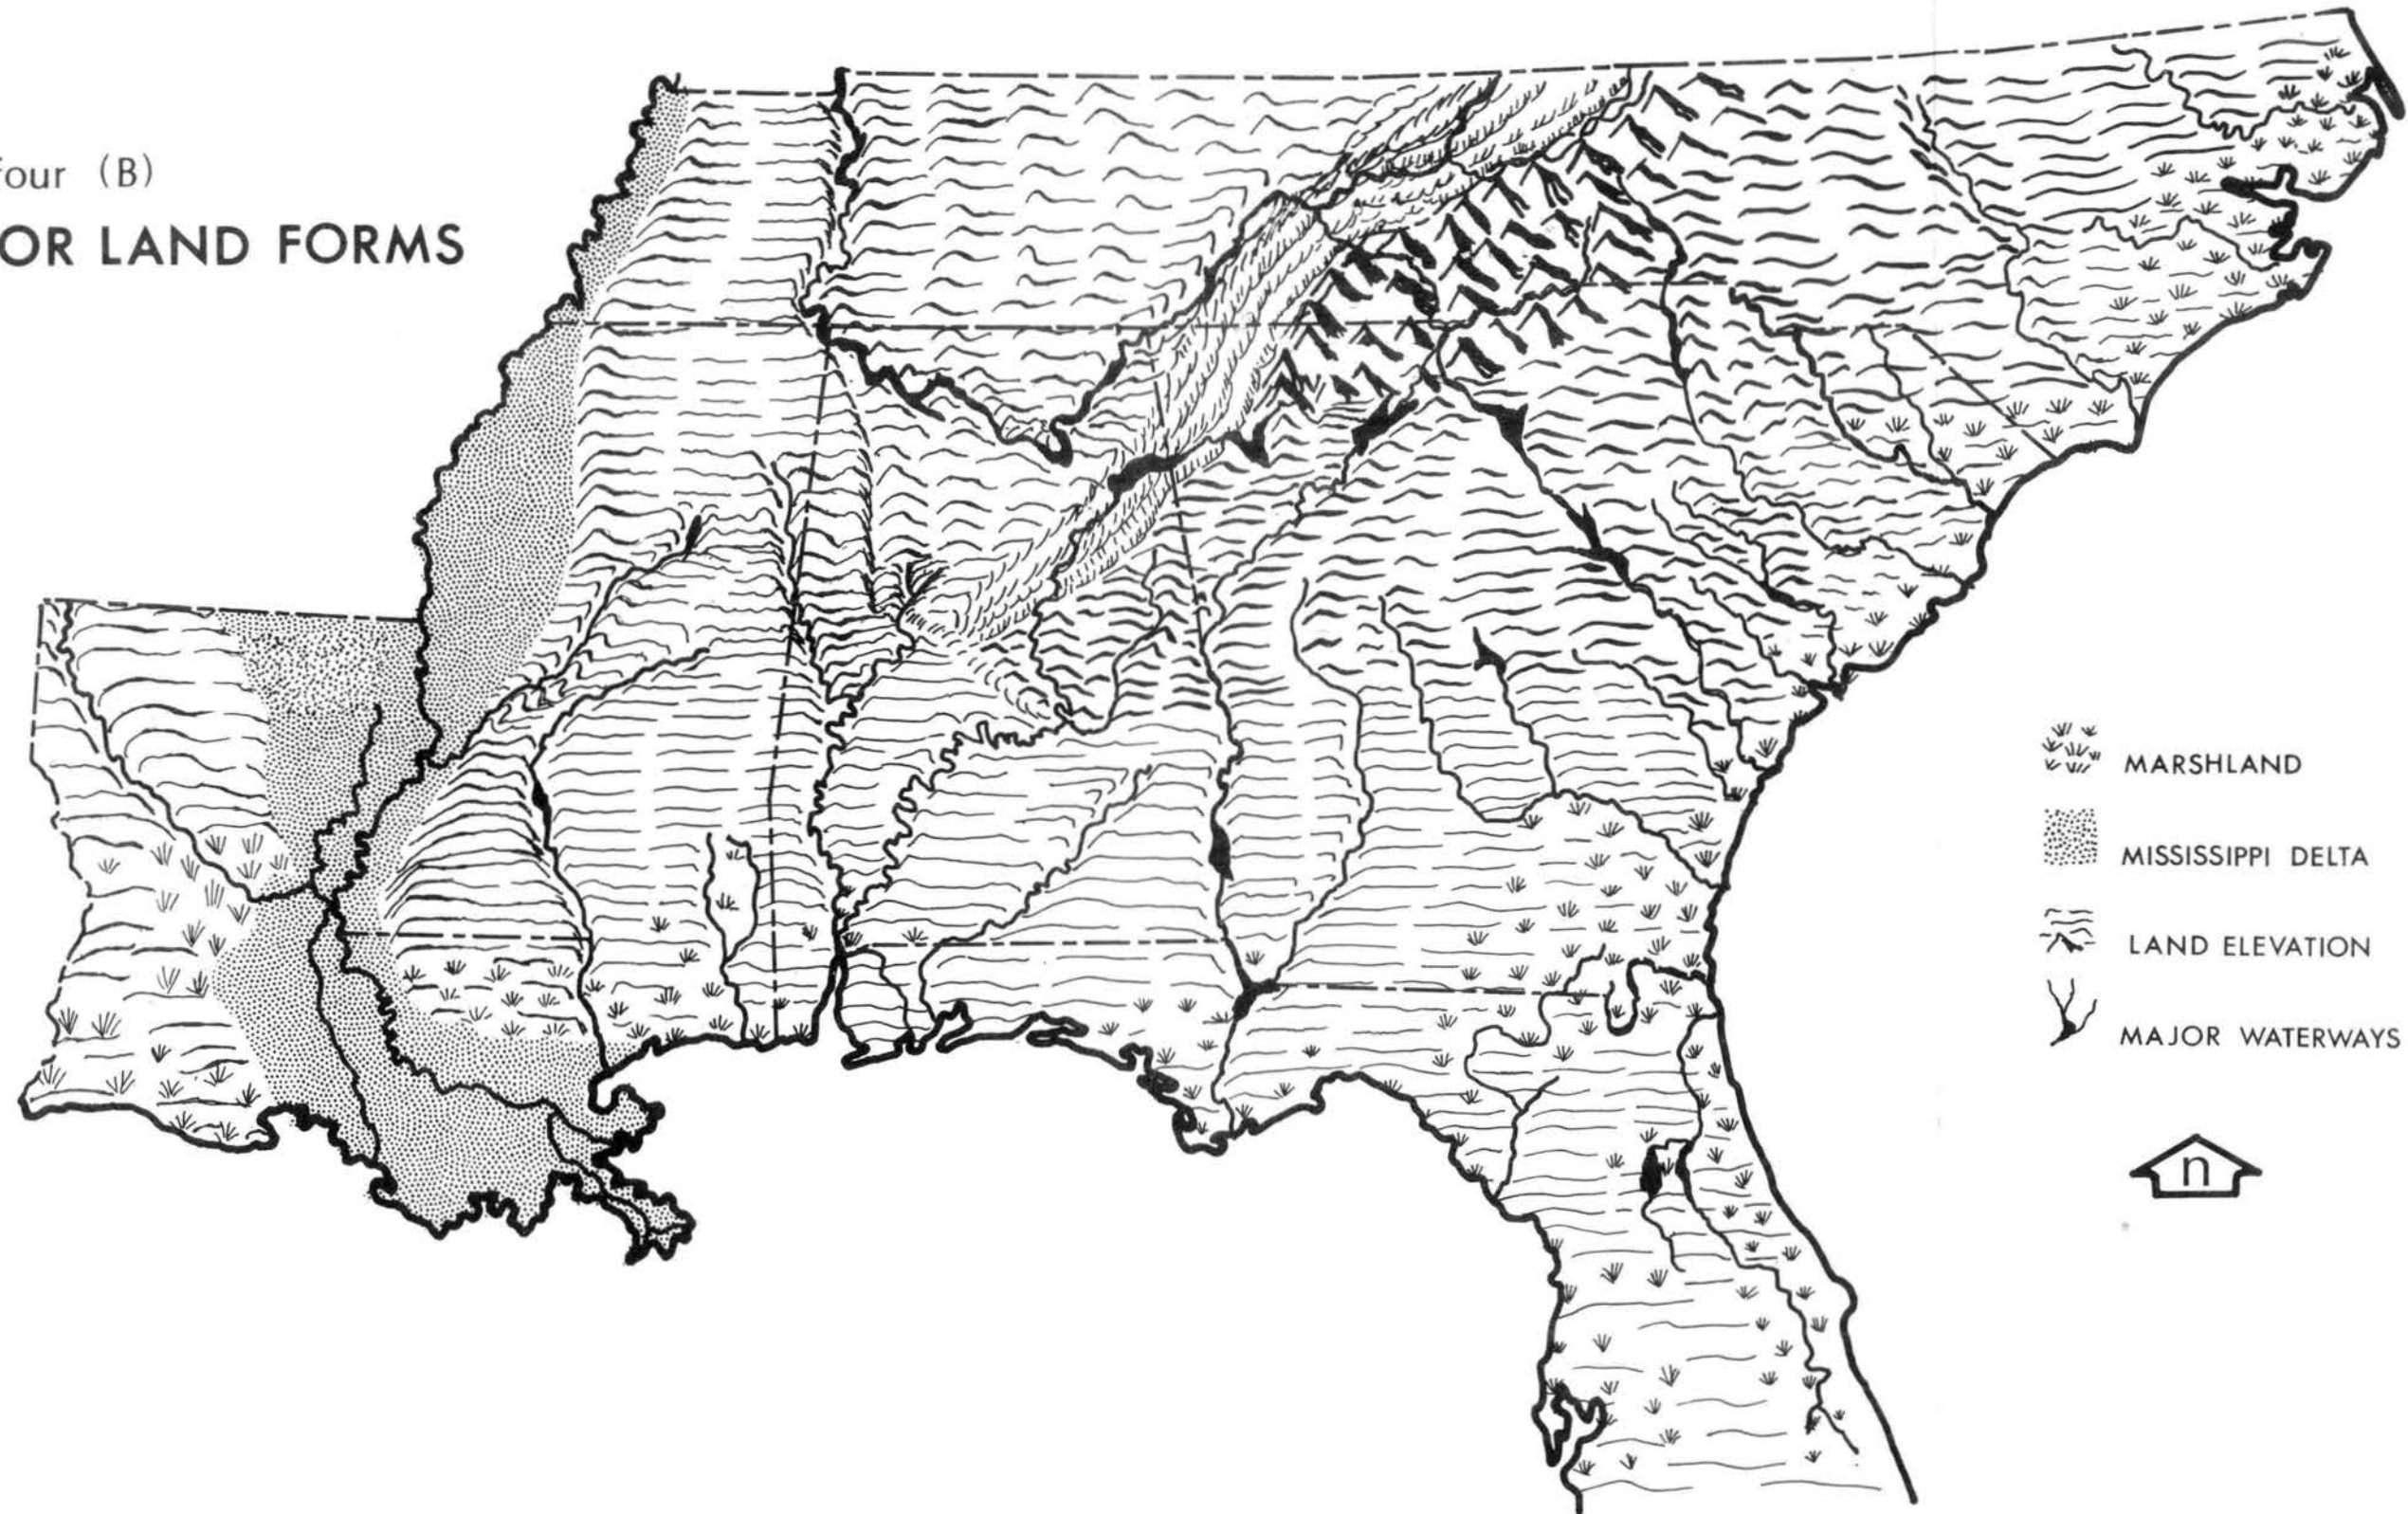 four (B)
OR LAND FORMS
MARSHLAND
MISSISSIPPI DELTA
LAND ELEVATION
MAJOR WATERWAYS
n